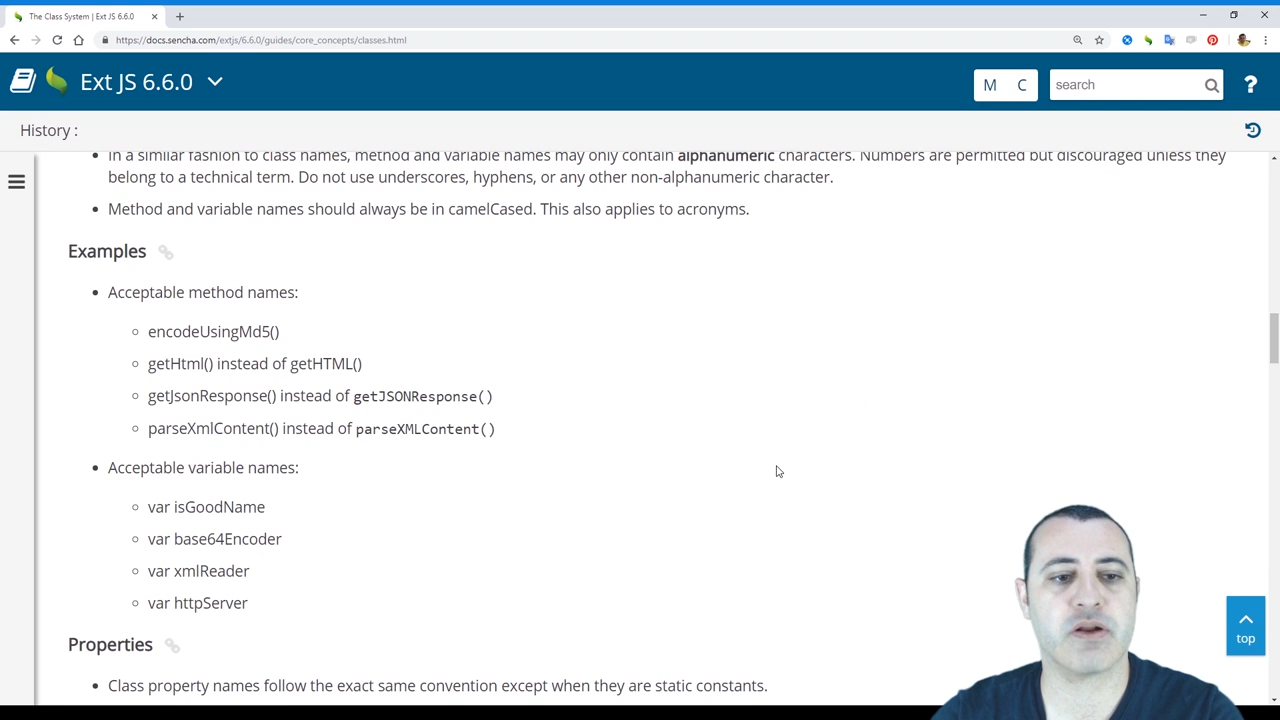 The Class System | Ext JS 6.6.0
https://docs.sencha.com/extjs/6.6.0/guides/core_concepts/classes.html
Ext JS 6.6.0
M C
search
?
History :
In a similar fashion to class names, method and variable names may only contain alphanumeric characters. Numbers are permitted but discouraged unless they
belong to a technical term. Do not use underscores, hyphens, or any other non-alphanumeric character.
Method and variable names should always be in camelCased. This also applies to acronyms.
Examples
Acceptable method names:
encodeUsingMd5()
getHtml() instead of getHTML()
getJsonResponse() instead of getJSONResponse()
parseXmlContent() instead of parseXMLContent()
Acceptable variable names:
var isGoodName
var base64Encoder
var xmlReader
var httpServer
top
Properties
Class property names follow the exact same convention except when they are static constants.